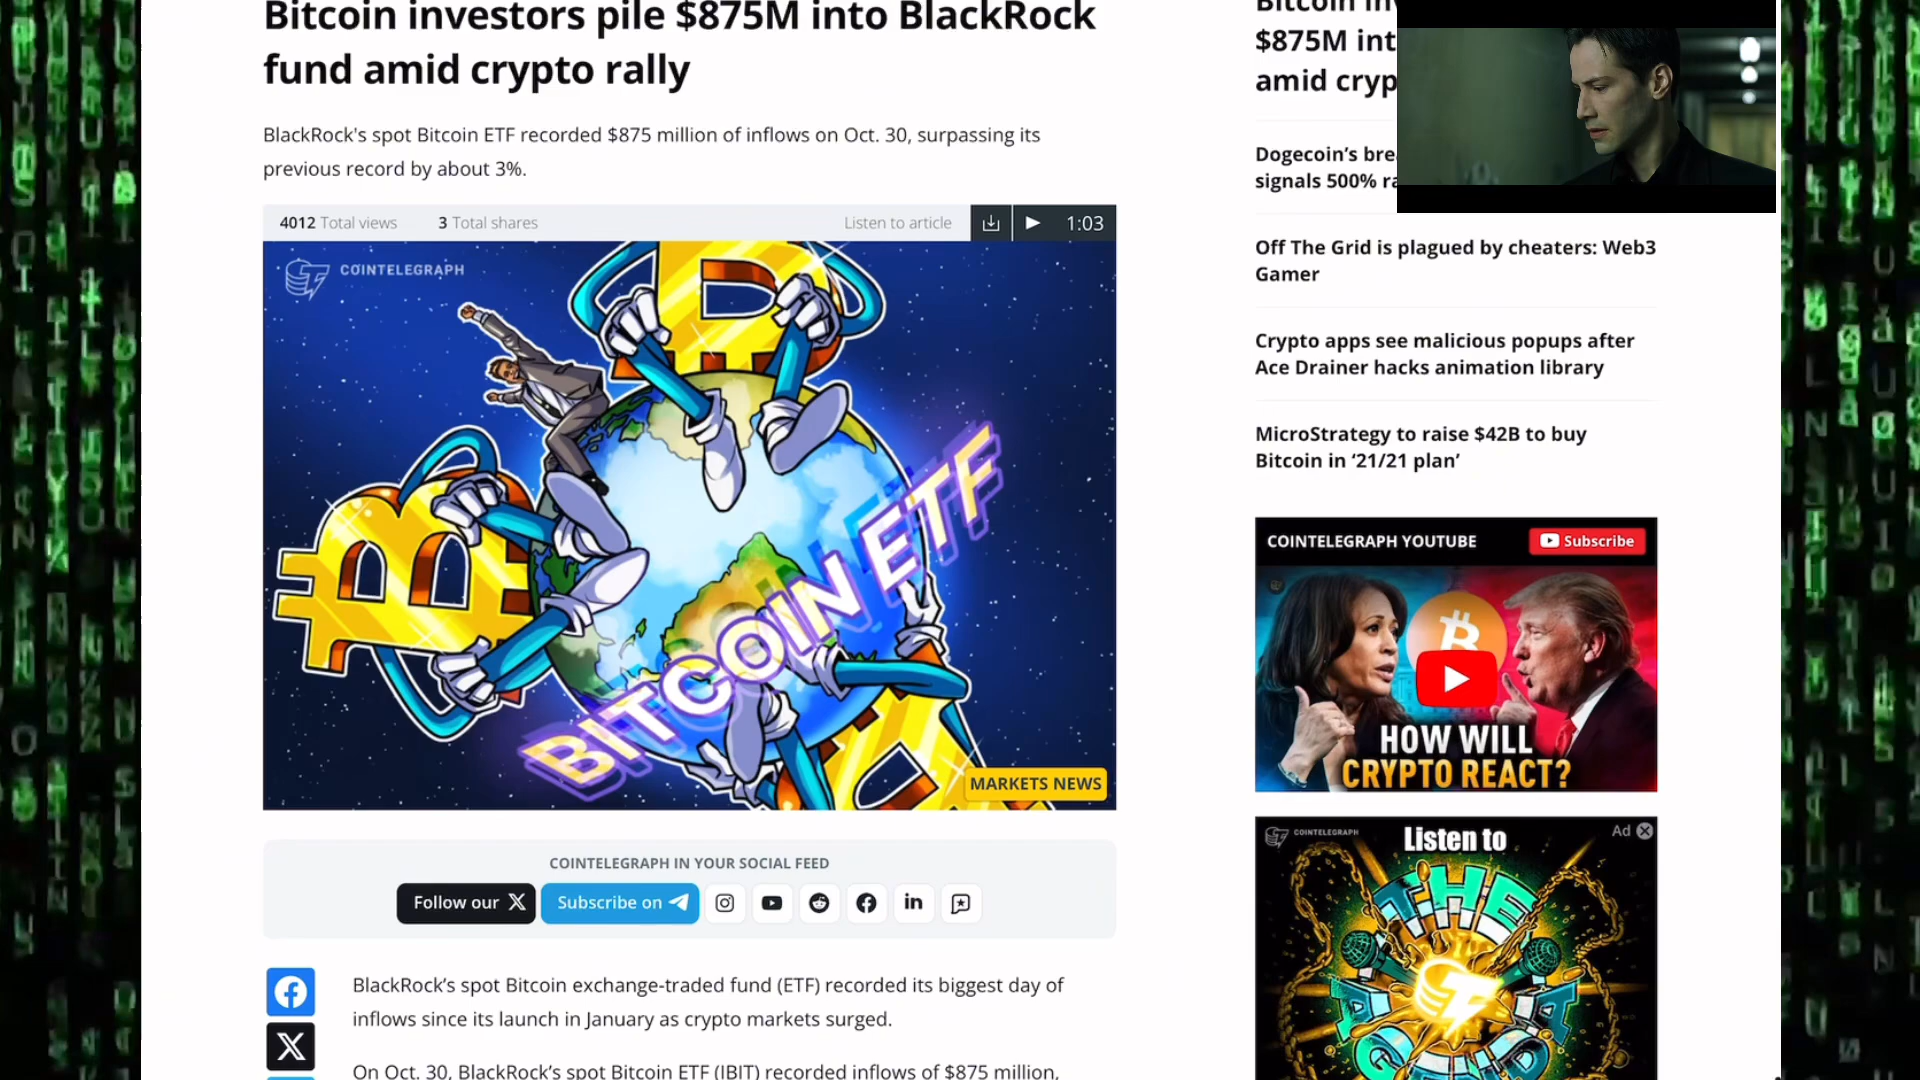 Bitcoin investors pile $875M into BlackRock
fund amid crypto rally
BlackRock's spot Bitcoin ETF recorded $875 million of inflows on Oct. 30, surpassing its
previous record by about 3%.
4012 Total views
3 Total shares
Listen to article
1:03
COINTELEGRAPH
BITCOIN ETF
MARKETS NEWS
COINTELEGRAPH IN YOUR SOCIAL FEED
Follow our
Subscribe on
BlackRock’s spot Bitcoin exchange-traded fund (ETF) recorded its biggest day of
inflows since its launch in January as crypto markets surged.
On Oct. 30, BlackRock’s spot Bitcoin ETF (IBIT) recorded inflows of $875 million,
Bitcoin
$875M
amid
Dogecoin’s
signals 500%
Off The Grid is plagued by cheaters: Web3
Gamer
Crypto apps see malicious popups after
Ace Drainer hacks animation library
MicroStrategy to raise $42B to buy
Bitcoin in ‘21/21 plan’
COINTELEGRAPH YOUTUBE
Subscribe
HOW WILL
CRYPTO REACT?
COINTELEGRAPH
Listen to
Ad
THE